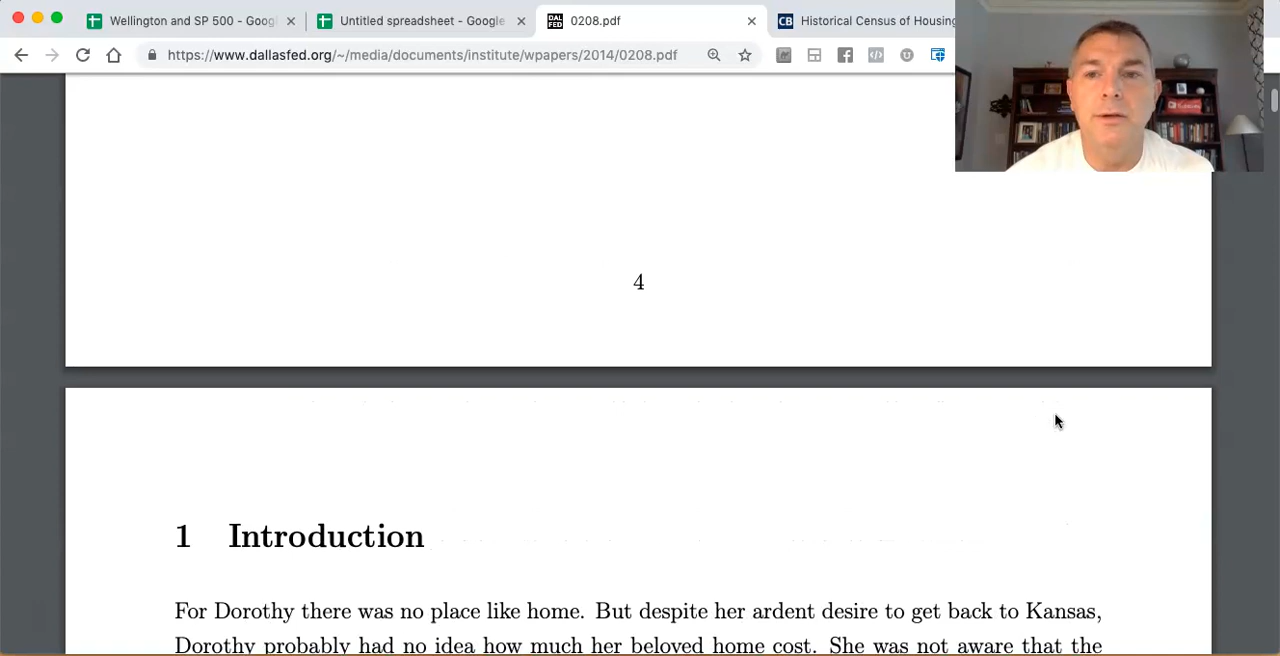 Wellington and SP 500 - Goog
Untitled spreadsheet - Google
DAL
FED
0208.pdf
CB
Historical Census of Housing
https://www.dallasfed.org/~/media/documents/institute/wpapers/2014/0208.pdf
4
1 Introduction
For Dorothy there was no place like home. But despite her ardent desire to get back to Kansas,
Dorothy probably had no idea how much her beloved home cost. She was not aware that the